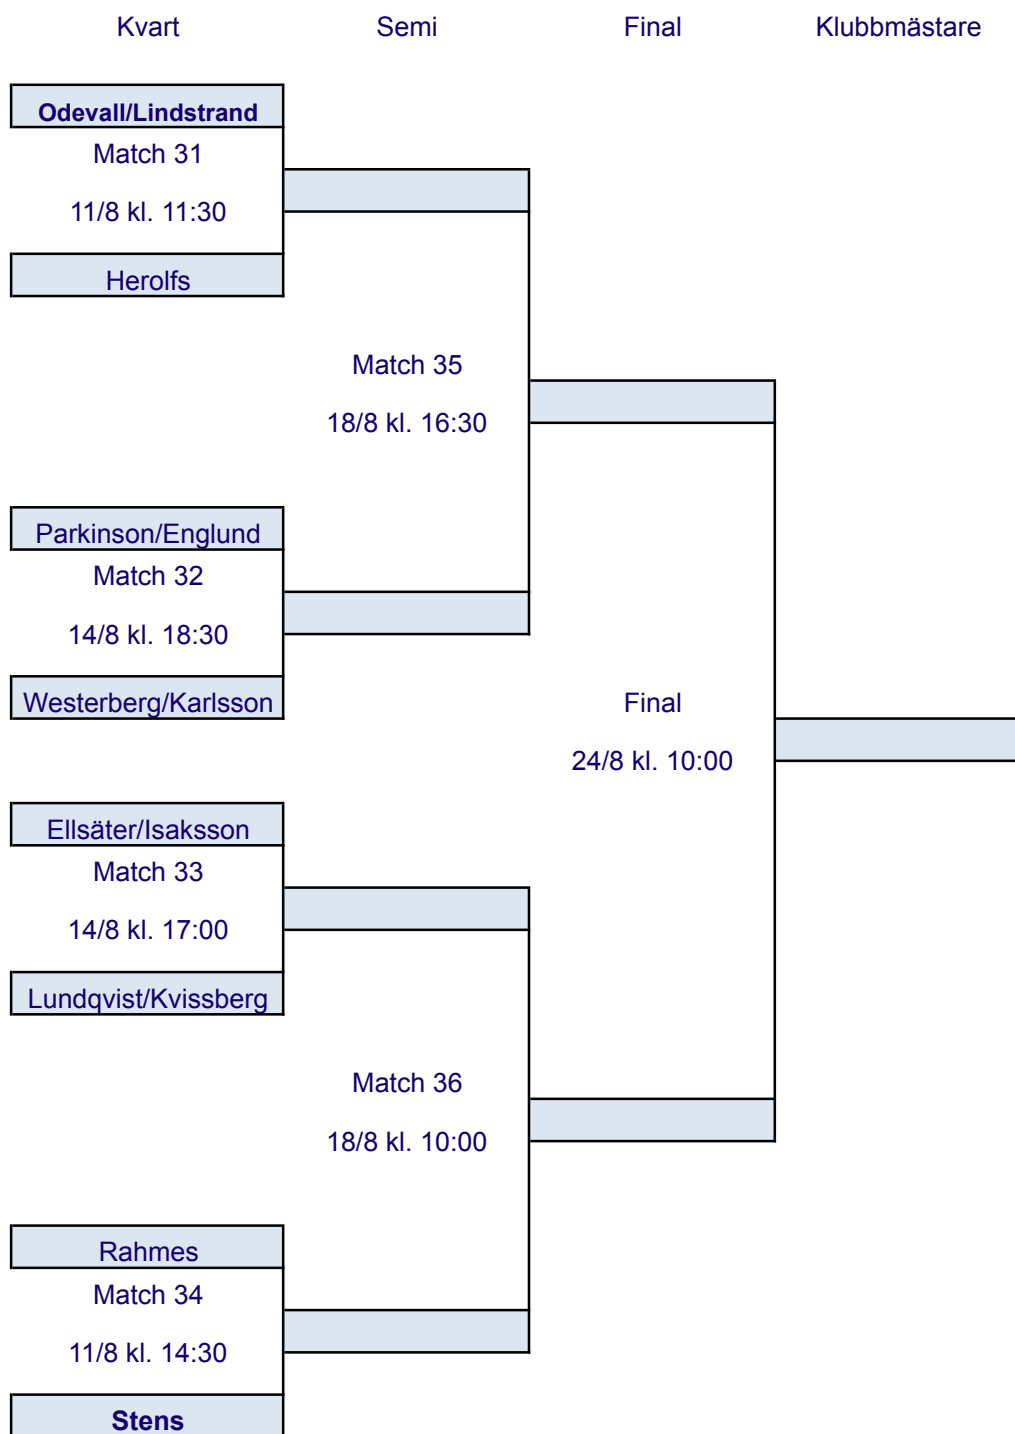 Kvart Semi Final Klubbmästare
Odevall/Lindstrand
Match 31
11/8 kl. 11:30
Herolfs
Match 35
18/8 kl. 16:30
Parkinson/Englund
Match 32
14/8 kl. 18:30
Westerberg/Karlsson
Final
24/8 kl. 10:00
Ellsäter/Isaksson
Match 33
14/8 kl. 17:00
Lundqvist/Kvissberg
Match 36
18/8 kl. 10:00
Rahmes
Match 34
11/8 kl. 14:30
Stens